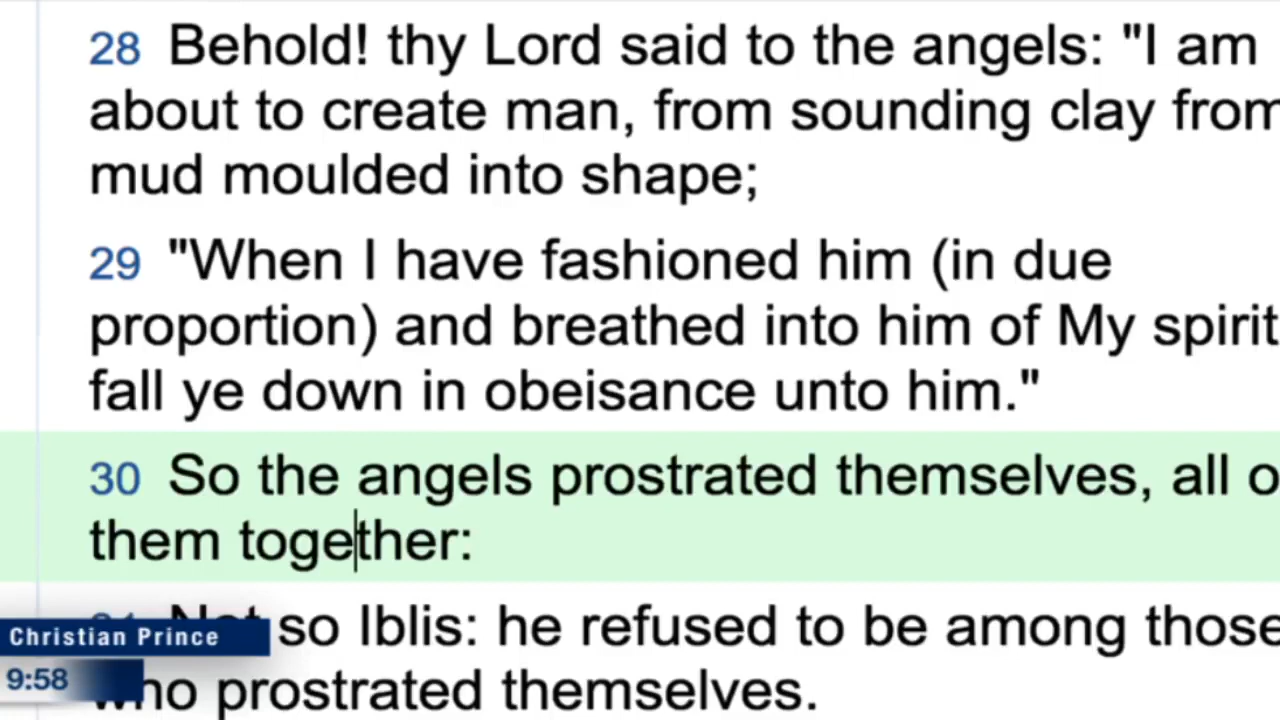 28 Behold! thy Lord said to the angels: "I am
about to create man, from sounding clay from
mud moulded into shape;
29 "When I have fashioned him (in due
proportion) and breathed into him of My spirit
fall ye down in obeisance unto him."
30 So the angels prostrated themselves, all o
them together:
Not so Iblis: he refused to be among those
who prostrated themselves.
Christian Prince
9:58